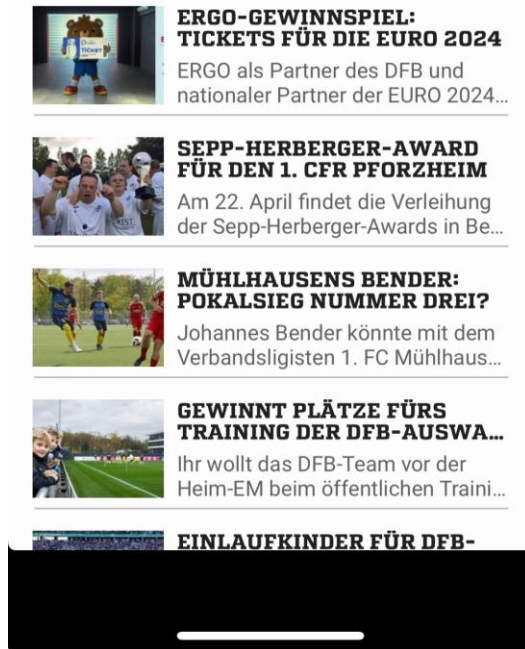 ERGO-GEWINNSPIEL:
TICKETS FÜR DIE EURO 2024
ERGO als Partner des DFB und
nationaler Partner der EURO 2024...
SEPP-HERBERGER-AWARD
FÜR DEN 1. CFR PFORZHEIM
Am 22. April findet die Verleihung
der Sepp-Herberger-Awards in Be...
MÜHLHAUSENS BENDER:
POKALSIEG NUMMER DREI?
Johannes Bender könnte mit dem
Verbandsligisten 1. FC Mühlhaus...
GEWINNT PLÄTZE FÜRS
TRAINING DER DFB-AUSWA...
Ihr wollt das DFB-Team vor der
Heim-EM beim öffentlichen Traini...
EINLAUFKINDER FÜR DFB-